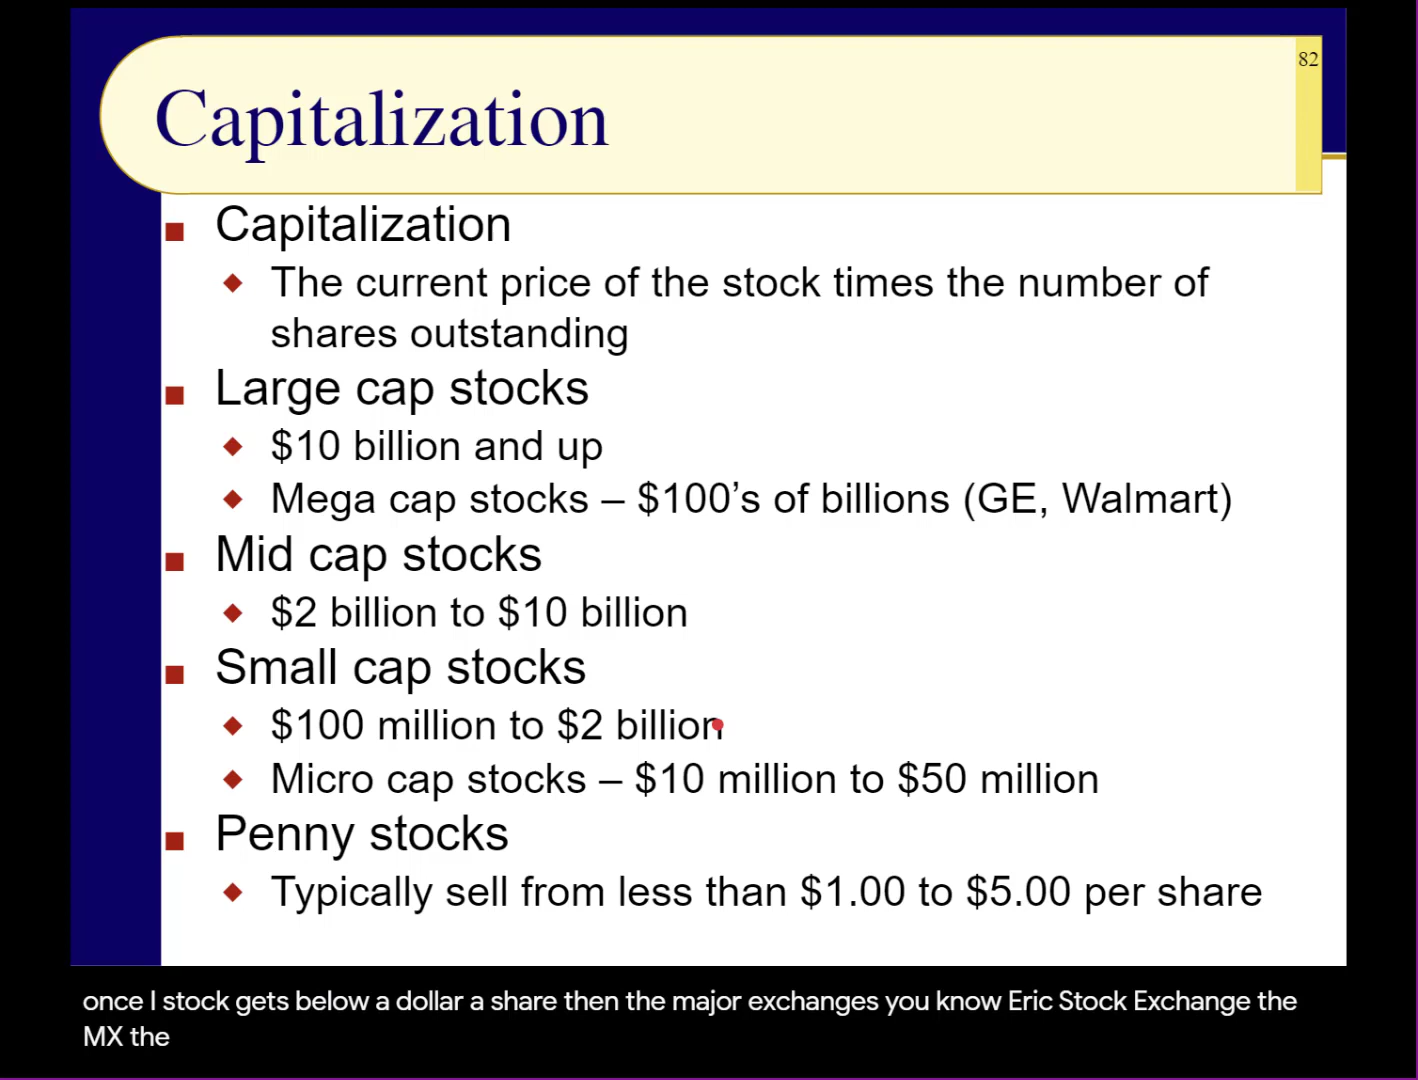 82
Capitalization
Capitalization
The current price of the stock times the number of
shares outstanding
Large cap stocks
$10 billion and up
Mega cap stocks – $100’s of billions (GE, Walmart)
Mid cap stocks
$2 billion to $10 billion
Small cap stocks
$100 million to $2 billion
Micro cap stocks – $10 million to $50 million
Penny stocks
Typically sell from less than $1.00 to $5.00 per share
once I stock gets below a dollar a share then the major exchanges you know Eric Stock Exchange the
MX the